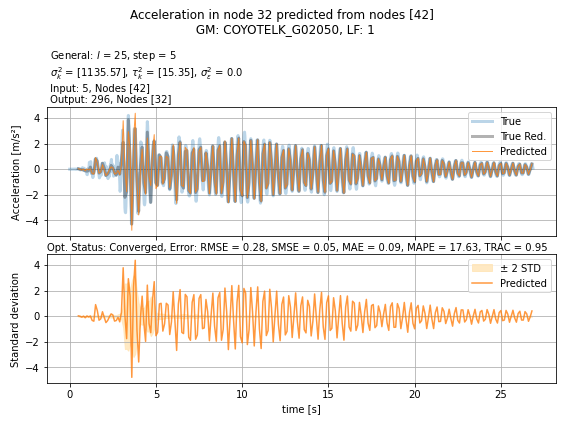 Acceleration in node 32 predicted from nodes [42]
GM: COYOTELK_G02050, LF: 1
General: l = 25, step = 5
σ²ₖ = [1135.57], τ²ₖ = [15.35], σ²ε = 0.0
Input: 5, Nodes [42]
Output: 296, Nodes [32]
4
2
0
−2
−4
Acceleration [m/s²]
True
True Red.
Predicted
Opt. Status: Converged, Error: RMSE = 0.28, SMSE = 0.05, MAE = 0.09, MAPE = 17.63, TRAC = 0.95
4
2
0
−2
−4
Standard deviation
± 2 STD
Predicted
0 5 10 15 20 25
time [s]